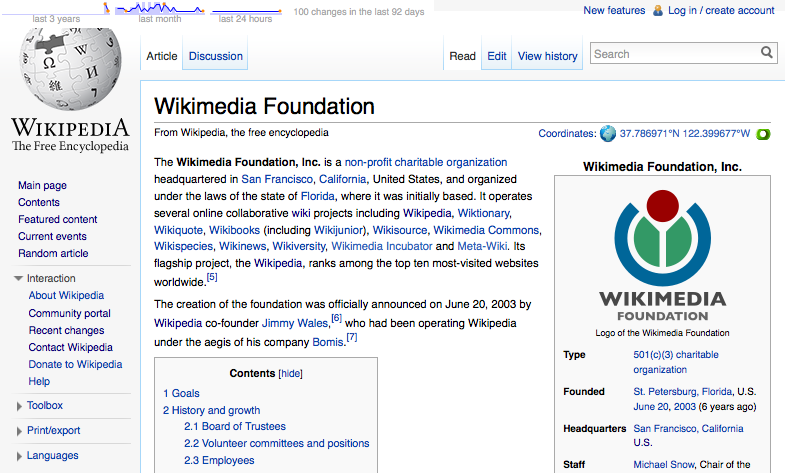 last 3 years
last month
last 24 hours
100 changes in the last 92 days
New features Log in / create account
Article Discussion
Read Edit View history
Search
WIKIPEDIA
The Free Encyclopedia
Main page
Contents
Featured content
Current events
Random article
Interaction
About Wikipedia
Community portal
Recent changes
Contact Wikipedia
Donate to Wikipedia
Help
Toolbox
Print/export
Languages
Wikimedia Foundation
From Wikipedia, the free encyclopedia
Coordinates: 37.786971°N 122.399677°W
The Wikimedia Foundation, Inc. is a non-profit charitable organization
headquartered in San Francisco, California, United States, and organized
under the laws of the state of Florida, where it was initially based. It operates
several online collaborative wiki projects including Wikipedia, Wiktionary,
Wikiquote, Wikibooks (including Wikijunior), Wikisource, Wikimedia Commons,
Wikispecies, Wikinews, Wikiversity, Wikimedia Incubator and Meta-Wiki. Its
flagship project, the Wikipedia, ranks among the top ten most-visited websites
worldwide.[5]
The creation of the foundation was officially announced on June 20, 2003 by
Wikipedia co-founder Jimmy Wales,[6] who had been operating Wikipedia
under the aegis of his company Bomis.[7]
Contents [hide]
1 Goals
2 History and growth
2.1 Board of Trustees
2.2 Volunteer committees and positions
2.3 Employees
Wikimedia Foundation, Inc.
WIKIMEDIA
FOUNDATION
Logo of the Wikimedia Foundation
Type 501(c)(3) charitable
organization
Founded St. Petersburg, Florida, U.S.
June 20, 2003 (6 years ago)
Headquarters San Francisco, California
U.S.
Staff Michael Snow, Chair of the